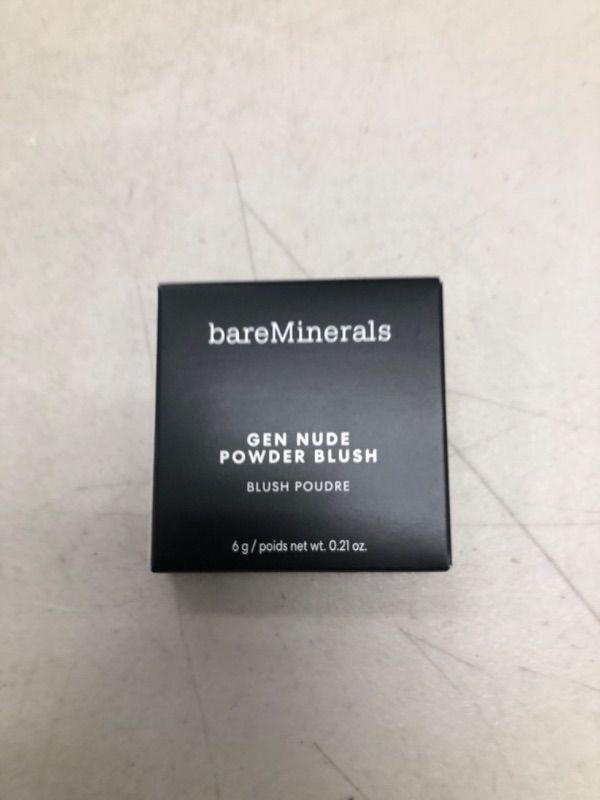 bareMinerals
GEN NUDE
POWDER BLUSH
BLUSH POUDRE
6 g / poids net wt. 0.21 oz.